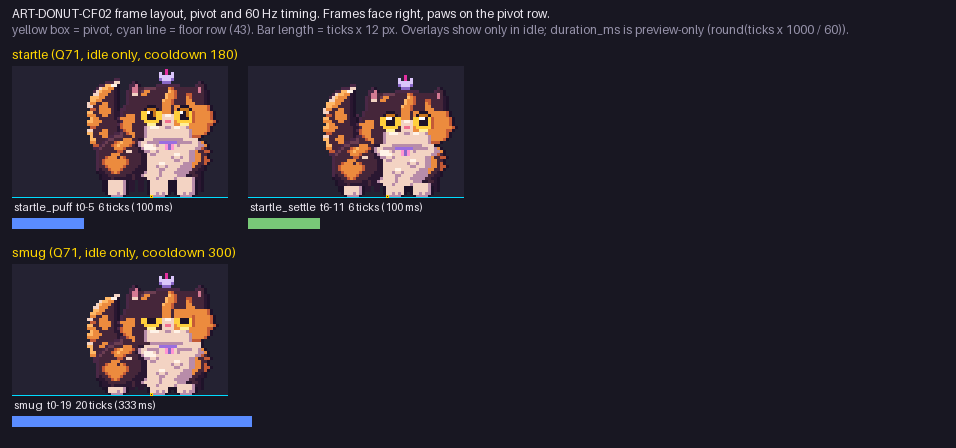 ART-DONUT-CF02 frame layout, pivot and 60 Hz timing. Frames face right, paws on the pivot row.
yellow box = pivot, cyan line = floor row (43). Bar length = ticks x 12 px. Overlays show only in idle; duration_ms is preview-only (round(ticks x 1000 / 60)).
startle (Q71, idle only, cooldown 180)
startle_puff t0-5 6 ticks (100 ms)
startle_settle t6-11 6 ticks (100 ms)
smug (Q71, idle only, cooldown 300)
smug t0-19 20 ticks (333 ms)